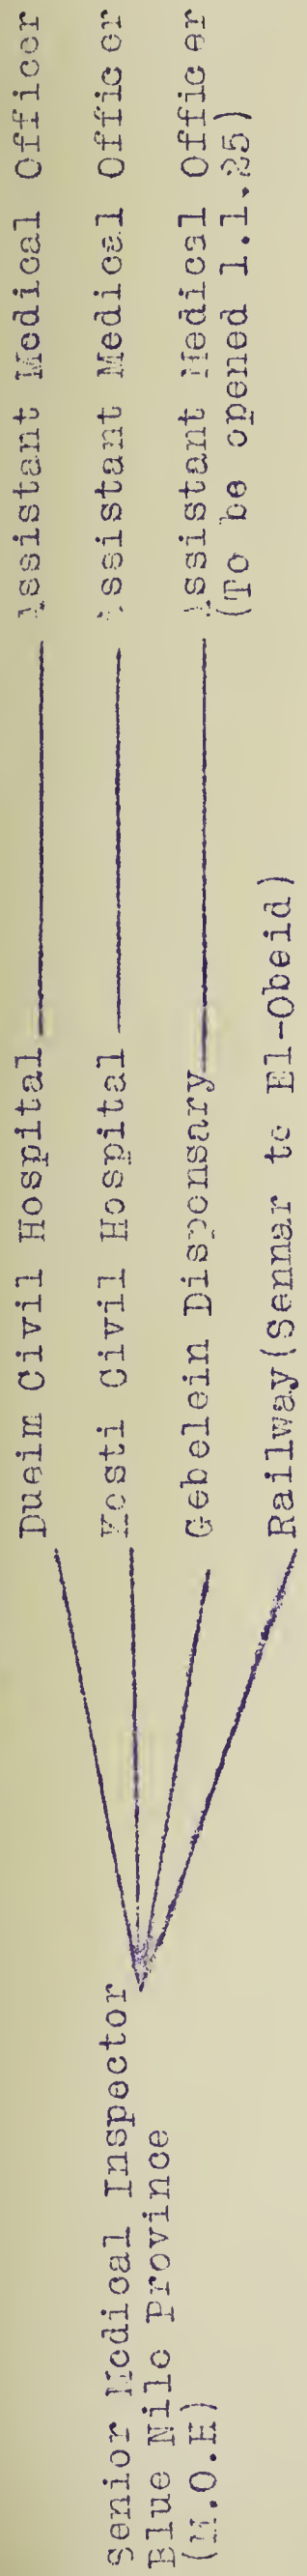 Senior Medical Inspector
Blue Nile Province
(M.O.H)
Dueim Civil Hospital
Assistant Medical Officer
Kosti Civil Hospital
Assistant Medical Officer
Gebelein Dispensary
Assistant Medical Officer
(To be opened 1.1.25)
Railway(Sennar to El-Obeid)